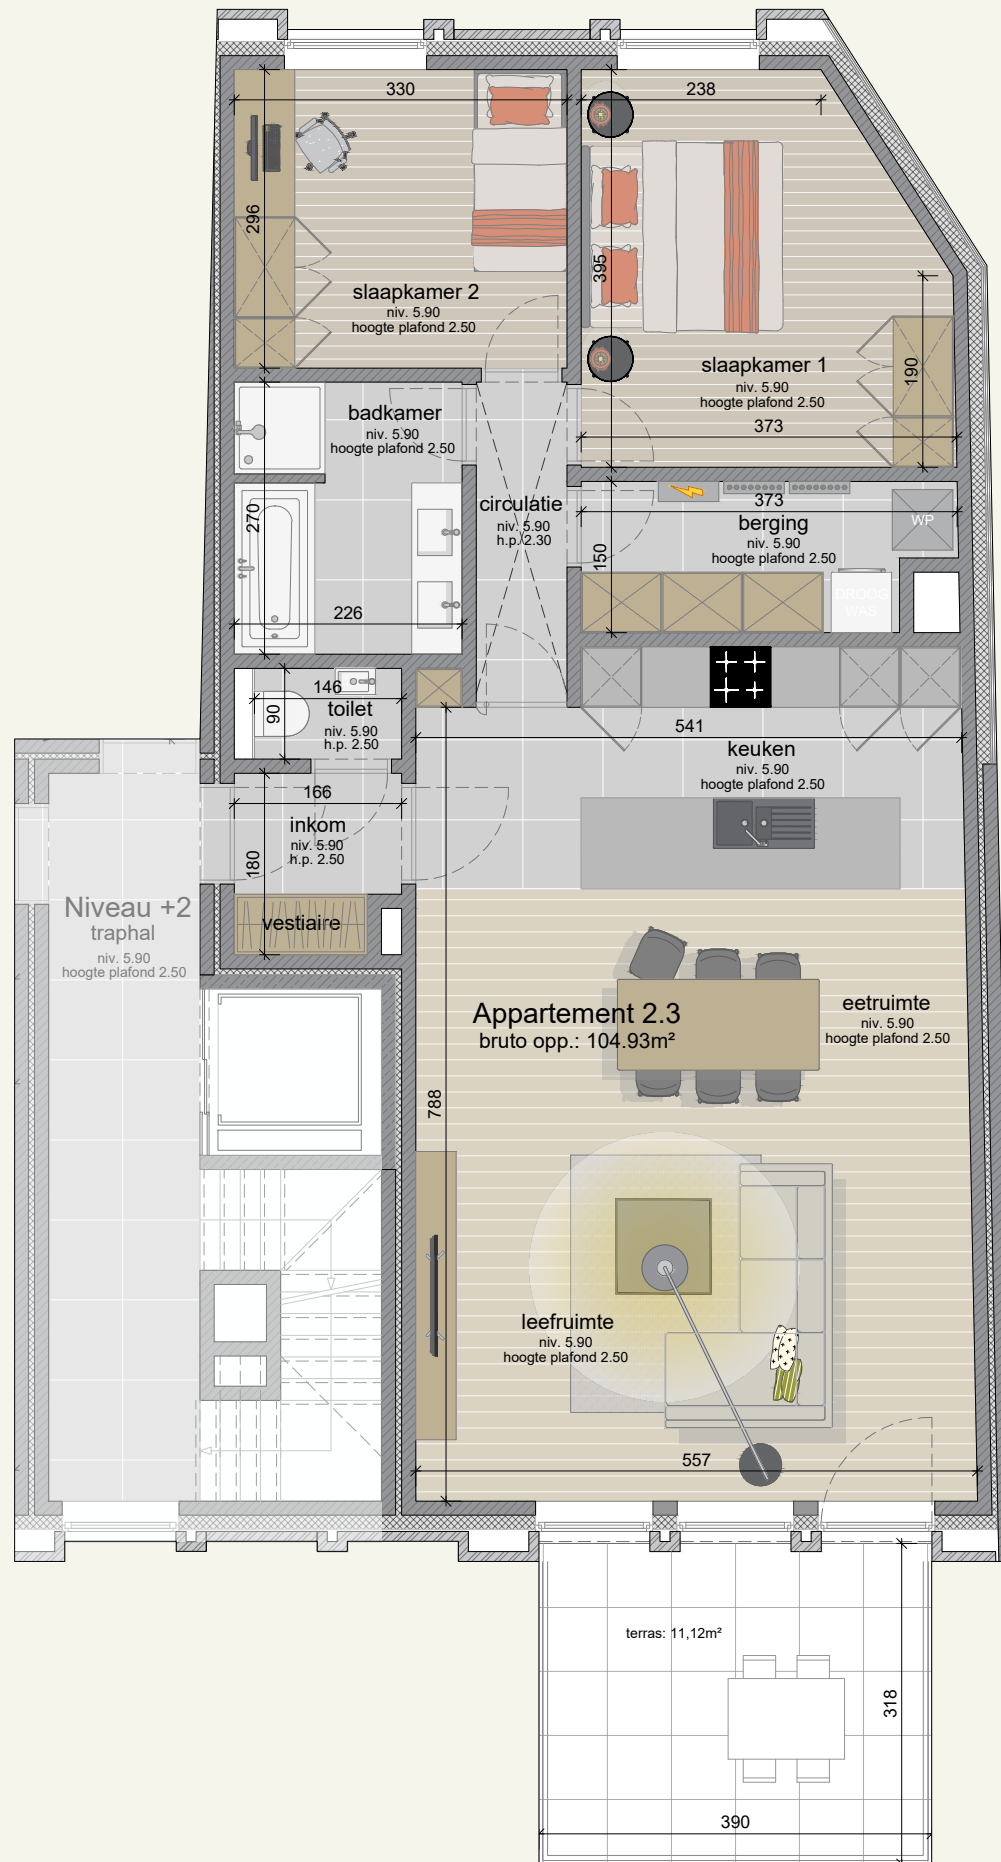 330
238
296
395
slaapkamer 2
niv. 5.90
hoogte plafond 2.50
slaapkamer 1
niv. 5.90
hoogte plafond 2.50
190
373
badkamer
niv. 5.90
hoogte plafond 2.50
270
226
circulatie
niv. 5.90
h.p. 2.30
373
berging
niv. 5.90
hoogte plafond 2.50
WP
150
DROOG
WAS
146
90
toilet
niv. 5.90
h.p. 2.50
541
keuken
niv. 5.90
hoogte plafond 2.50
166
inkom
niv. 5.90
h.p. 2.50
180
vestiaire
Niveau +2
traphal
niv. 5.90
hoogte plafond 2.50
Appartement 2.3
bruto opp.: 104.93m²
eetruimte
niv. 5.90
hoogte plafond 2.50
788
leefruimte
niv. 5.90
hoogte plafond 2.50
557
terras: 11,12m²
318
390